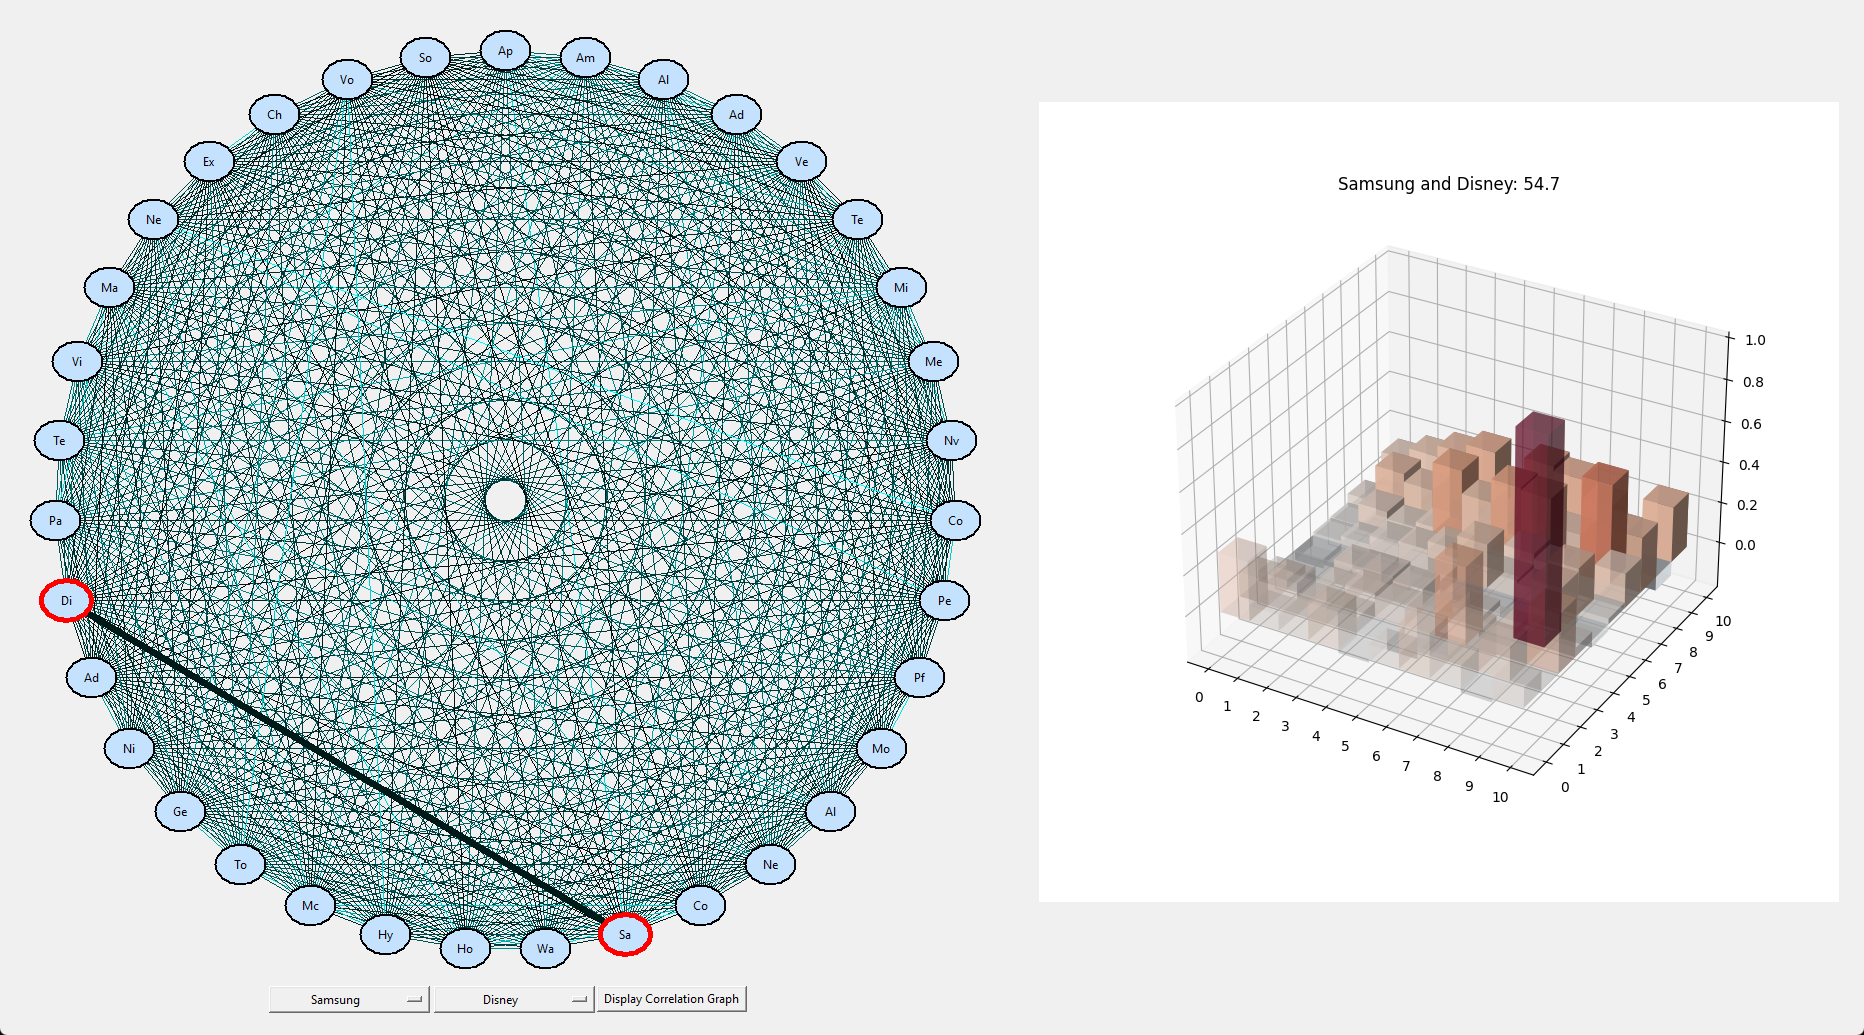 Ap
So
Am
Vo
Al
Ch
Ad
Ex
Ve
Ne
Te
Ma
Mi
Vi
Me
Te
Nv
Pa
Co
Di
Pe
Ad
Pf
Ni
Mo
Ge
Al
To
Ne
Mc
Co
Hy
Sa
Ho
Wa
Samsung
Disney
Display Correlation Graph
Samsung and Disney: 54.7
1.0
0.8
0.6
0.4
0.2
0.0
0
1
2
3
4
5
6
7
8
9
10
0
1
2
3
4
5
6
7
8
9
10